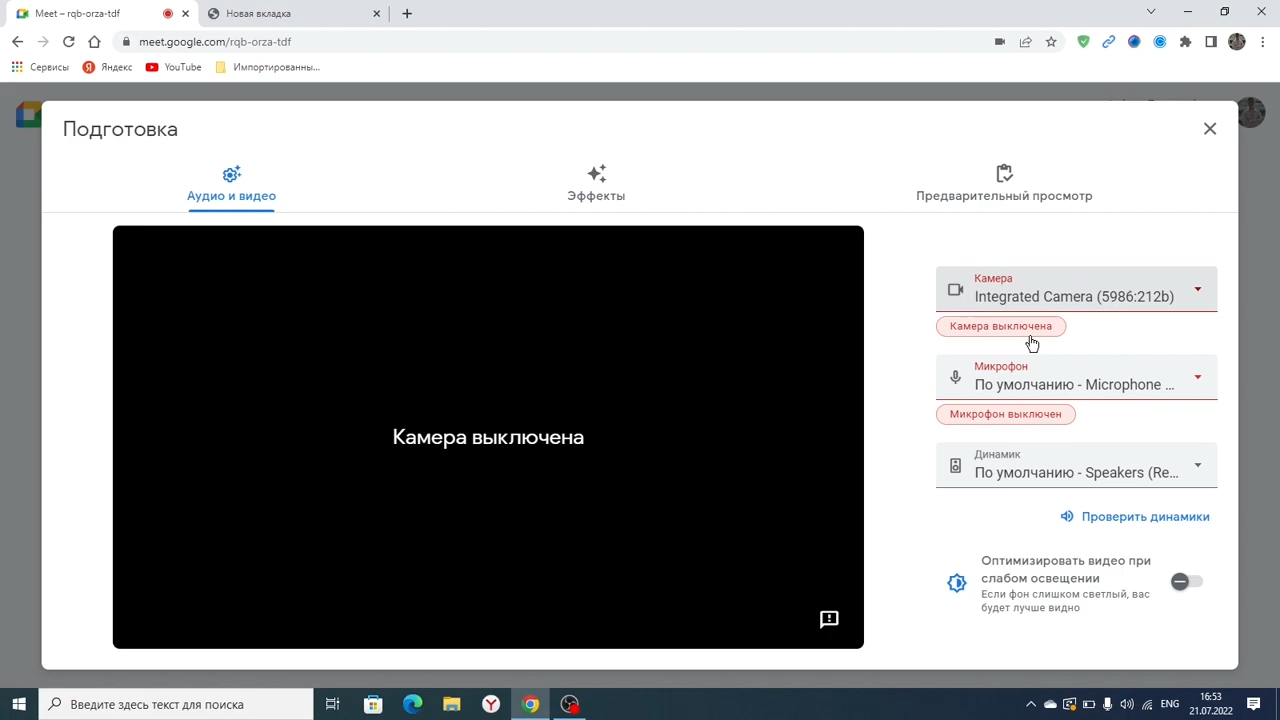 Meet – rqb-orza-tdf
Новая вкладка
meet.google.com/rqb-orza-tdf
Сервисы
Яндекс
YouTube
Импортированны...
Подготовка
Аудио и видео
Эффекты
Предварительный просмотр
Камера выключена
Камера
Integrated Camera (5986:212b)
Камера выключена
Микрофон
По умолчанию - Microphone ...
Микрофон выключен
Динамик
По умолчанию - Speakers (Re...
Проверить динамики
Оптимизировать видео при
слабом освещении
Если фон слишком светлый, вас
будет лучше видно
Введите здесь текст для поиска
ENG
16:53
21.07.2022